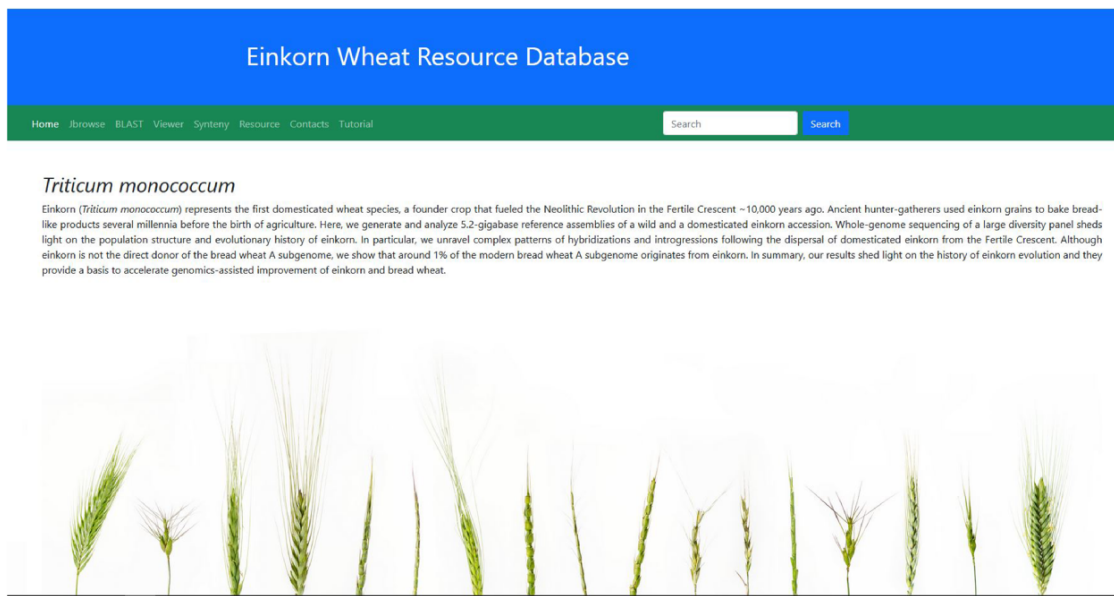 Einkorn Wheat Resource Database
Home Jbrowse BLAST Viewer Synteny Resource Contacts Tutorial Search Search
Triticum monococcum
Einkorn (Triticum monococcum) represents the first domesticated wheat species, a founder crop that fueled the Neolithic Revolution in the Fertile Crescent ~10,000 years ago. Ancient hunter-gatherers used einkorn grains to bake bread-
like products several millennia before the birth of agriculture. Here, we generate and analyze 5.2-gigabase reference assemblies of a wild and a domesticated einkorn accession. Whole-genome sequencing of a large diversity panel sheds
light on the population structure and evolutionary history of einkorn. In particular, we unravel complex patterns of hybridizations and introgressions following the dispersal of domesticated einkorn from the Fertile Crescent. Although
einkorn is not the direct donor of the bread wheat A subgenome, we show that around 1% of the modern bread wheat A subgenome originates from einkorn. In summary, our results shed light on the history of einkorn evolution and they
provide a basis to accelerate genomics-assisted improvement of einkorn and bread wheat.